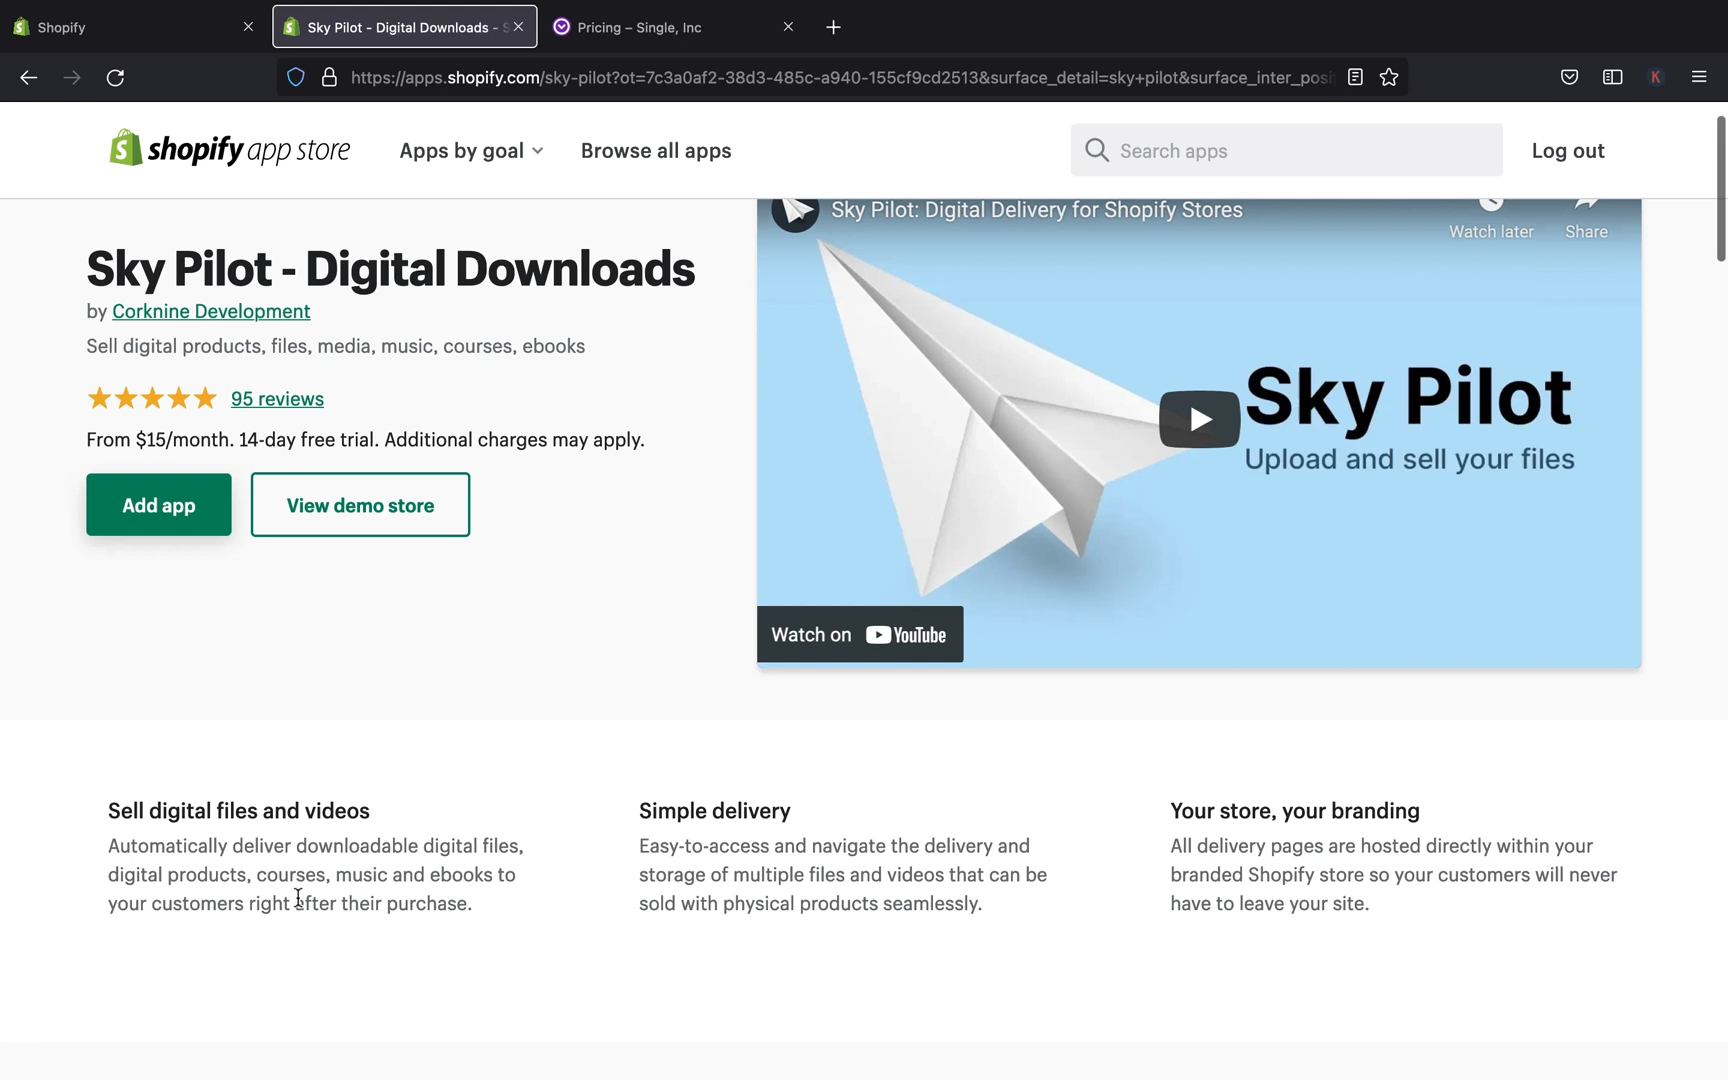 Shopify
Sky Pilot - Digital Downloads -
Pricing – Single, Inc
https://apps.shopify.com/sky-pilot?ot=7c3a0af2-38d3-485c-a940-155cf9cd2513&surface_detail=sky+pilot&surface_inter_posi
K
shopify app store
Apps by goal
Browse all apps
Search apps
Log out
Sky Pilot: Digital Delivery for Shopify Stores
Watch later
Share
Sky Pilot - Digital Downloads
by Corknine Development
Sell digital products, files, media, music, courses, ebooks
95 reviews
From $15/month. 14-day free trial. Additional charges may apply.
Add app
View demo store
Sky Pilot
Upload and sell your files
Watch on YouTube
Sell digital files and videos
Automatically deliver downloadable digital files,
digital products, courses, music and ebooks to
your customers right after their purchase.
Simple delivery
Easy-to-access and navigate the delivery and
storage of multiple files and videos that can be
sold with physical products seamlessly.
Your store, your branding
All delivery pages are hosted directly within your
branded Shopify store so your customers will never
have to leave your site.